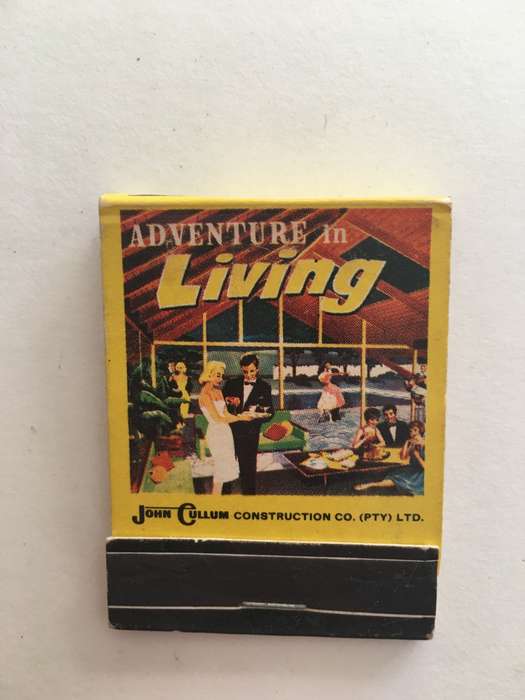 ADVENTURE in
Living
JOHN CULLUM CONSTRUCTION CO. (PTY) LTD.